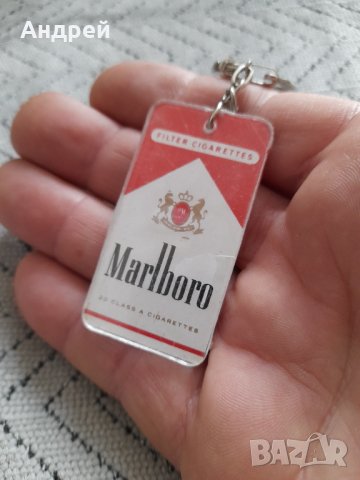 Андрей
FILTER CIGARETTES
Marlboro
20 CLASS A CIGARETTES
BAZAR